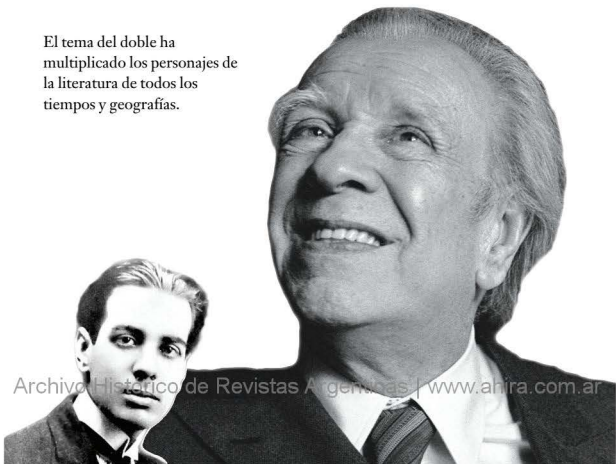 El tema del doble ha
multiplicado los personajes de
la literatura de todos los
tiempos y geografías.
Archivo Histórico de Revistas Argentinas | www.ahira.com.ar